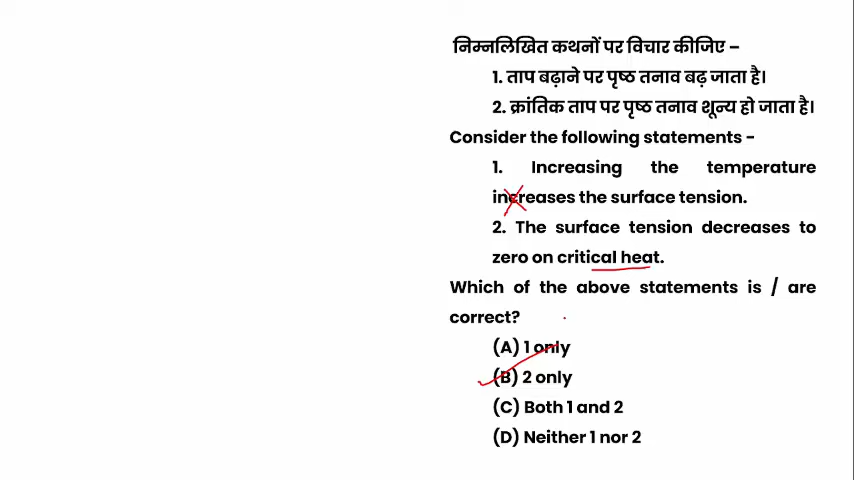 निम्नलिखित कथनों पर विचार कीजिए –
1. ताप बढ़ाने पर पृष्ठ तनाव बढ़ जाता है।
2. क्रांतिक ताप पर पृष्ठ तनाव शून्य हो जाता है।
Consider the following statements -
1. Increasing the temperature
increases the surface tension.
2. The surface tension decreases to
zero on critical heat.
Which of the above statements is / are
correct?
(A) 1 only
(B) 2 only
(C) Both 1 and 2
(D) Neither 1 nor 2